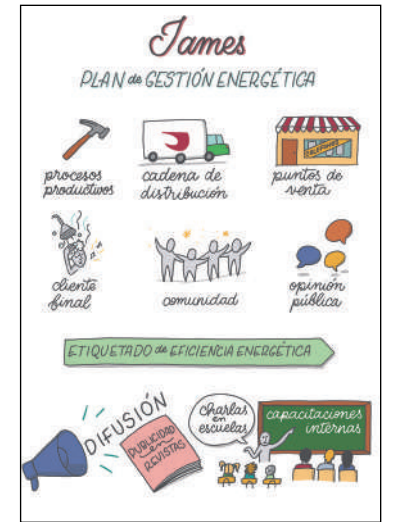 James
PLAN de GESTIÓN ENERGÉTICA
procesos
productivos
cadena de
distribución
puntos de
venta
cliente
final
comunidad
opinión
pública
ETIQUETADO de EFICIENCIA ENERGÉTICA
DIFUSIÓN
PUBLICIDAD
en
REVISTAS
charlas
en
escuelas
capacitaciones
internas